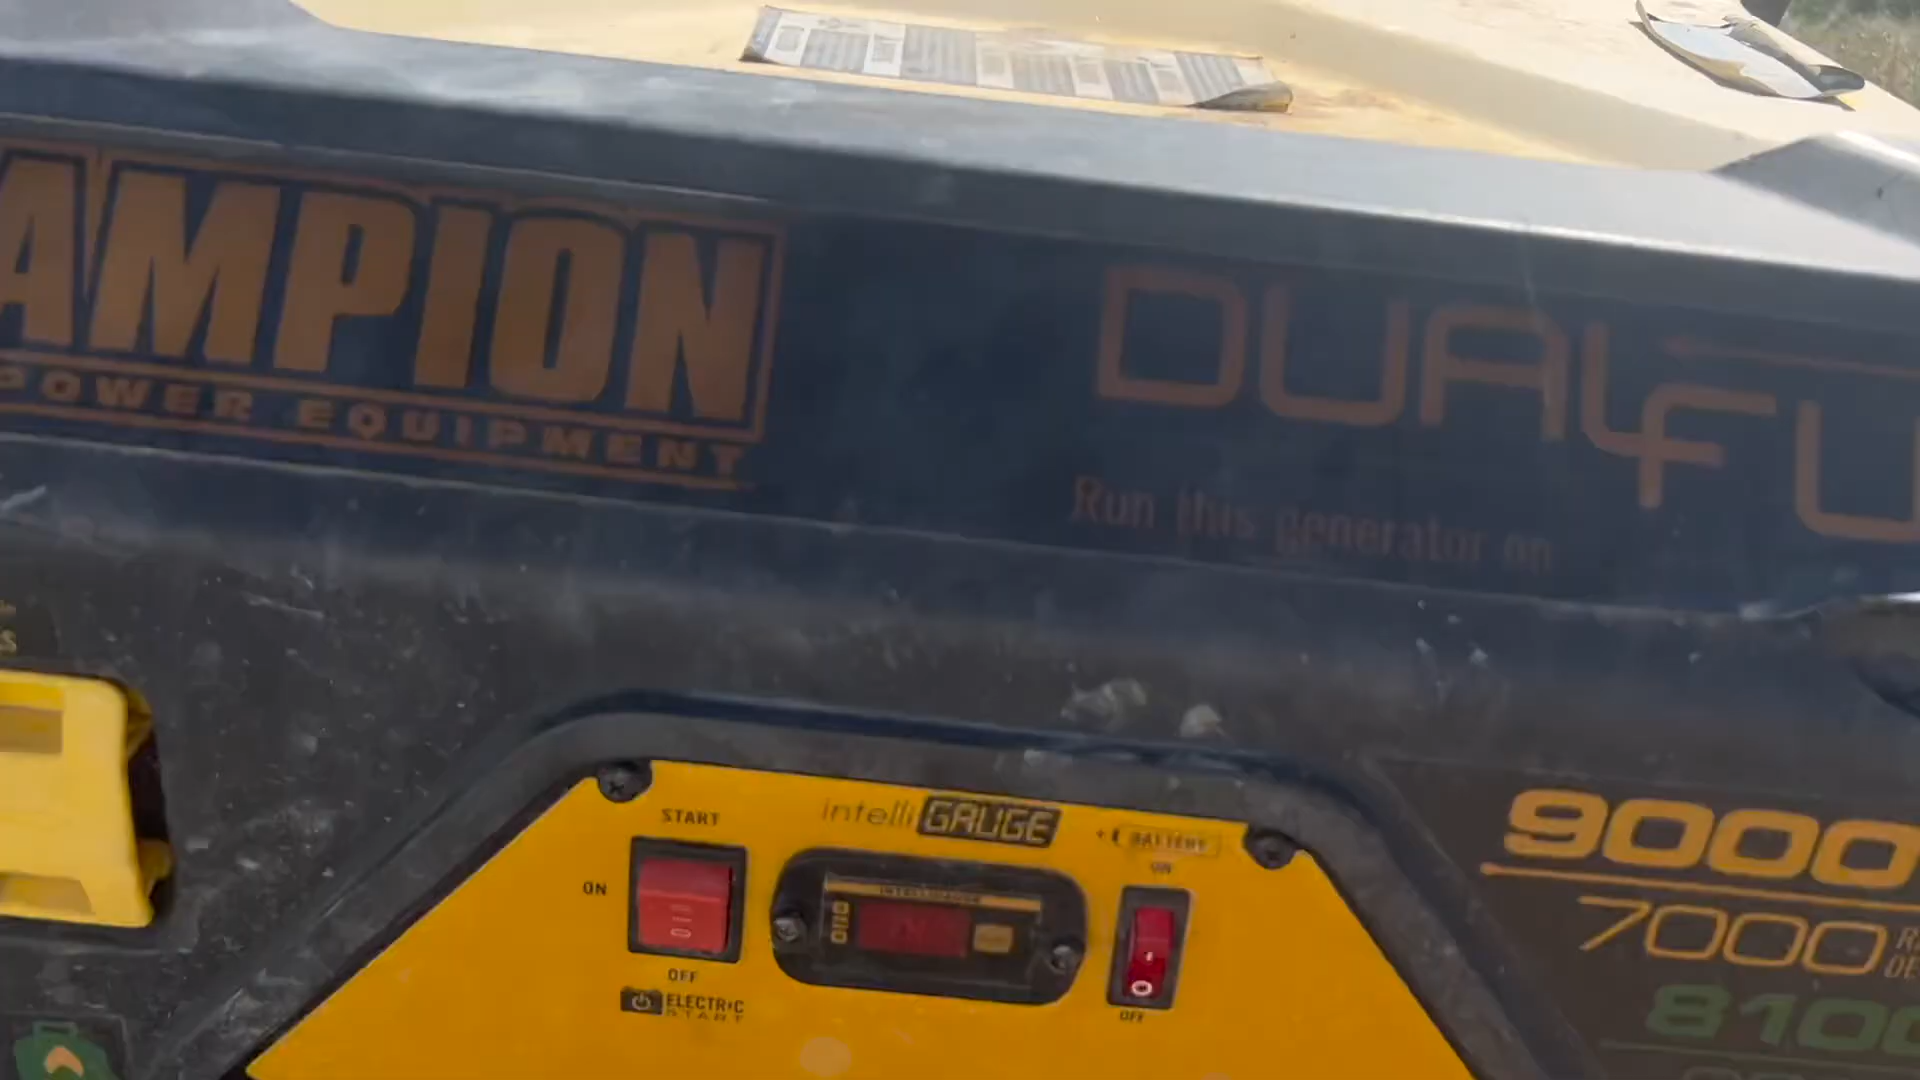 AMPION
POWER EQUIPMENT
DUALFU
Run this generator on
S
START
ON
OFF
ELECTRIC
START
intelliGAUGE
INTELLIGAUGE
BATTERY
ON
OFF
9000
7000
8100